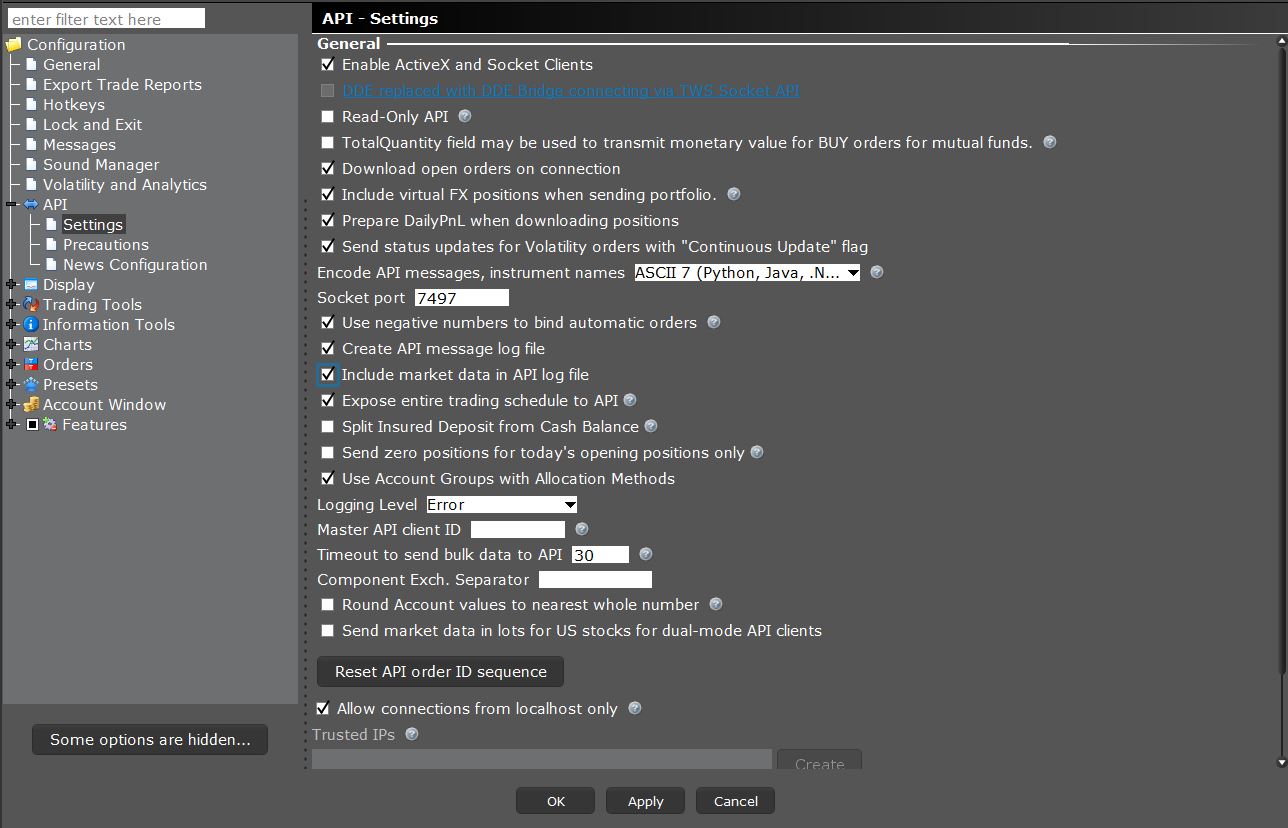 enter filter text here
Configuration
General
Export Trade Reports
Hotkeys
Lock and Exit
Messages
Sound Manager
Volatility and Analytics
API
Settings
Precautions
News Configuration
Display
Trading Tools
Information Tools
Charts
Orders
Presets
Account Window
Features
Some options are hidden...
API - Settings
General
Enable ActiveX and Socket Clients
DDE replaced with DDE Bridge connecting via TWS Socket API
Read-Only API ?
TotalQuantity field may be used to transmit monetary value for BUY orders for mutual funds. ?
Download open orders on connection
Include virtual FX positions when sending portfolio. ?
Prepare DailyPnL when downloading positions
Send status updates for Volatility orders with "Continuous Update" flag
Encode API messages, instrument names ASCII 7 (Python, Java, .N... ?
Socket port 7497
Use negative numbers to bind automatic orders ?
Create API message log file
Include market data in API log file
Expose entire trading schedule to API ?
Split Insured Deposit from Cash Balance ?
Send zero positions for today's opening positions only ?
Use Account Groups with Allocation Methods
Logging Level Error
Master API client ID ?
Timeout to send bulk data to API 30 ?
Component Exch. Separator
Round Account values to nearest whole number ?
Send market data in lots for US stocks for dual-mode API clients
Reset API order ID sequence
Allow connections from localhost only ?
Trusted IPs ?
Create
OK Apply Cancel